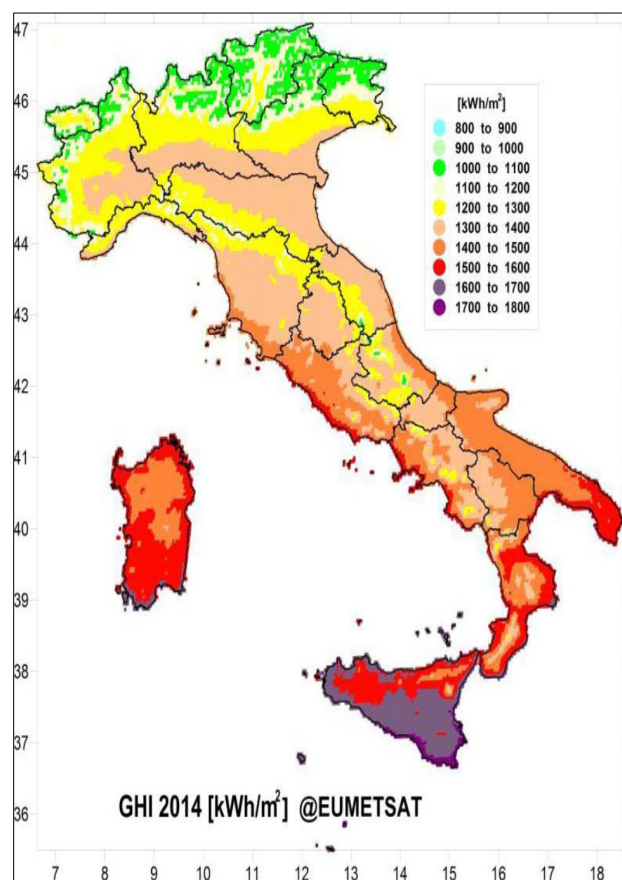 47
46
45
44
43
42
41
40
39
38
37
36
[kWh/m²]
800 to 900
900 to 1000
1000 to 1100
1100 to 1200
1200 to 1300
1300 to 1400
1400 to 1500
1500 to 1600
1600 to 1700
1700 to 1800
GHI 2014 [kWh/m²] @EUMETSAT
7 8 9 10 11 12 13 14 15 16 17 18